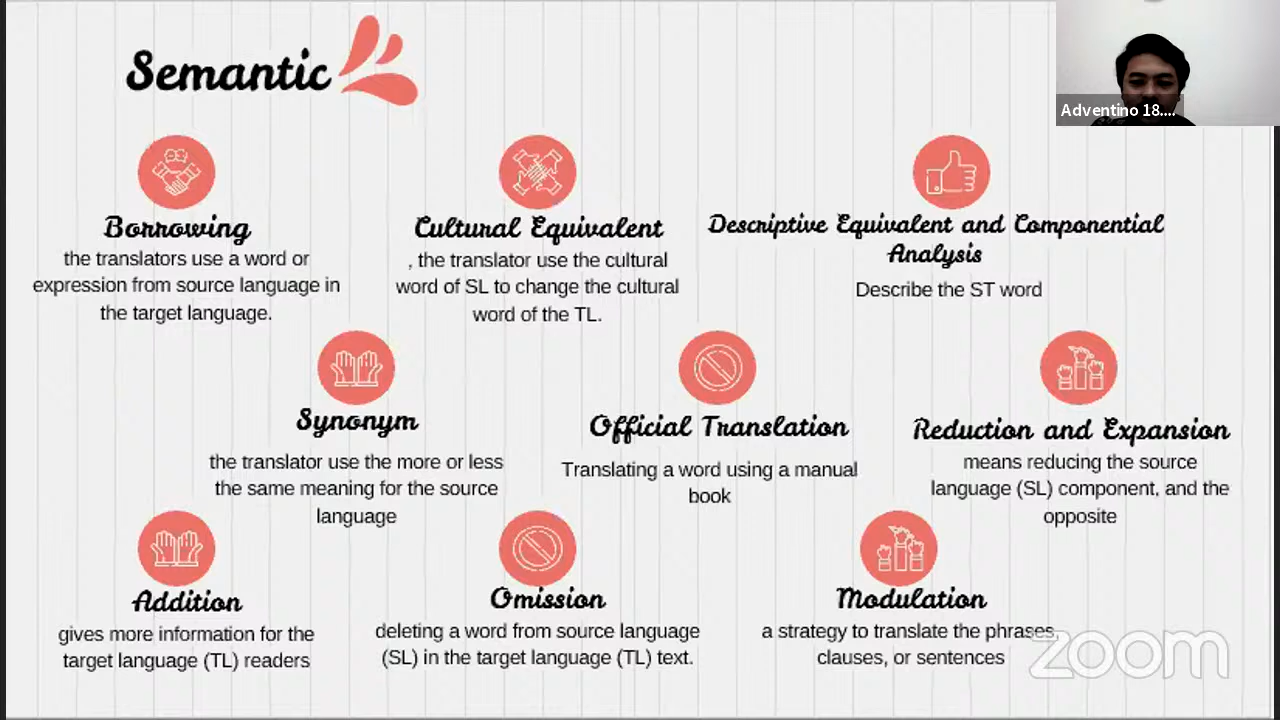 Semantic
Adventino 18....
Borrowing
the translators use a word or
expression from source language in
the target language.
Cultural Equivalent
, the translator use the cultural
word of SL to change the cultural
word of the TL.
Descriptive Equivalent and Componential
Analysis
Describe the ST word
Synonym
the translator use the more or less
the same meaning for the source
language
Official Translation
Translating a word using a manual
book
Reduction and Expansion
means reducing the source
language (SL) component, and the
opposite
Addition
gives more information for the
target language (TL) readers
Omission
deleting a word from source language
(SL) in the target language (TL) text.
Modulation
a strategy to translate the phrases,
clauses, or sentences
zoom